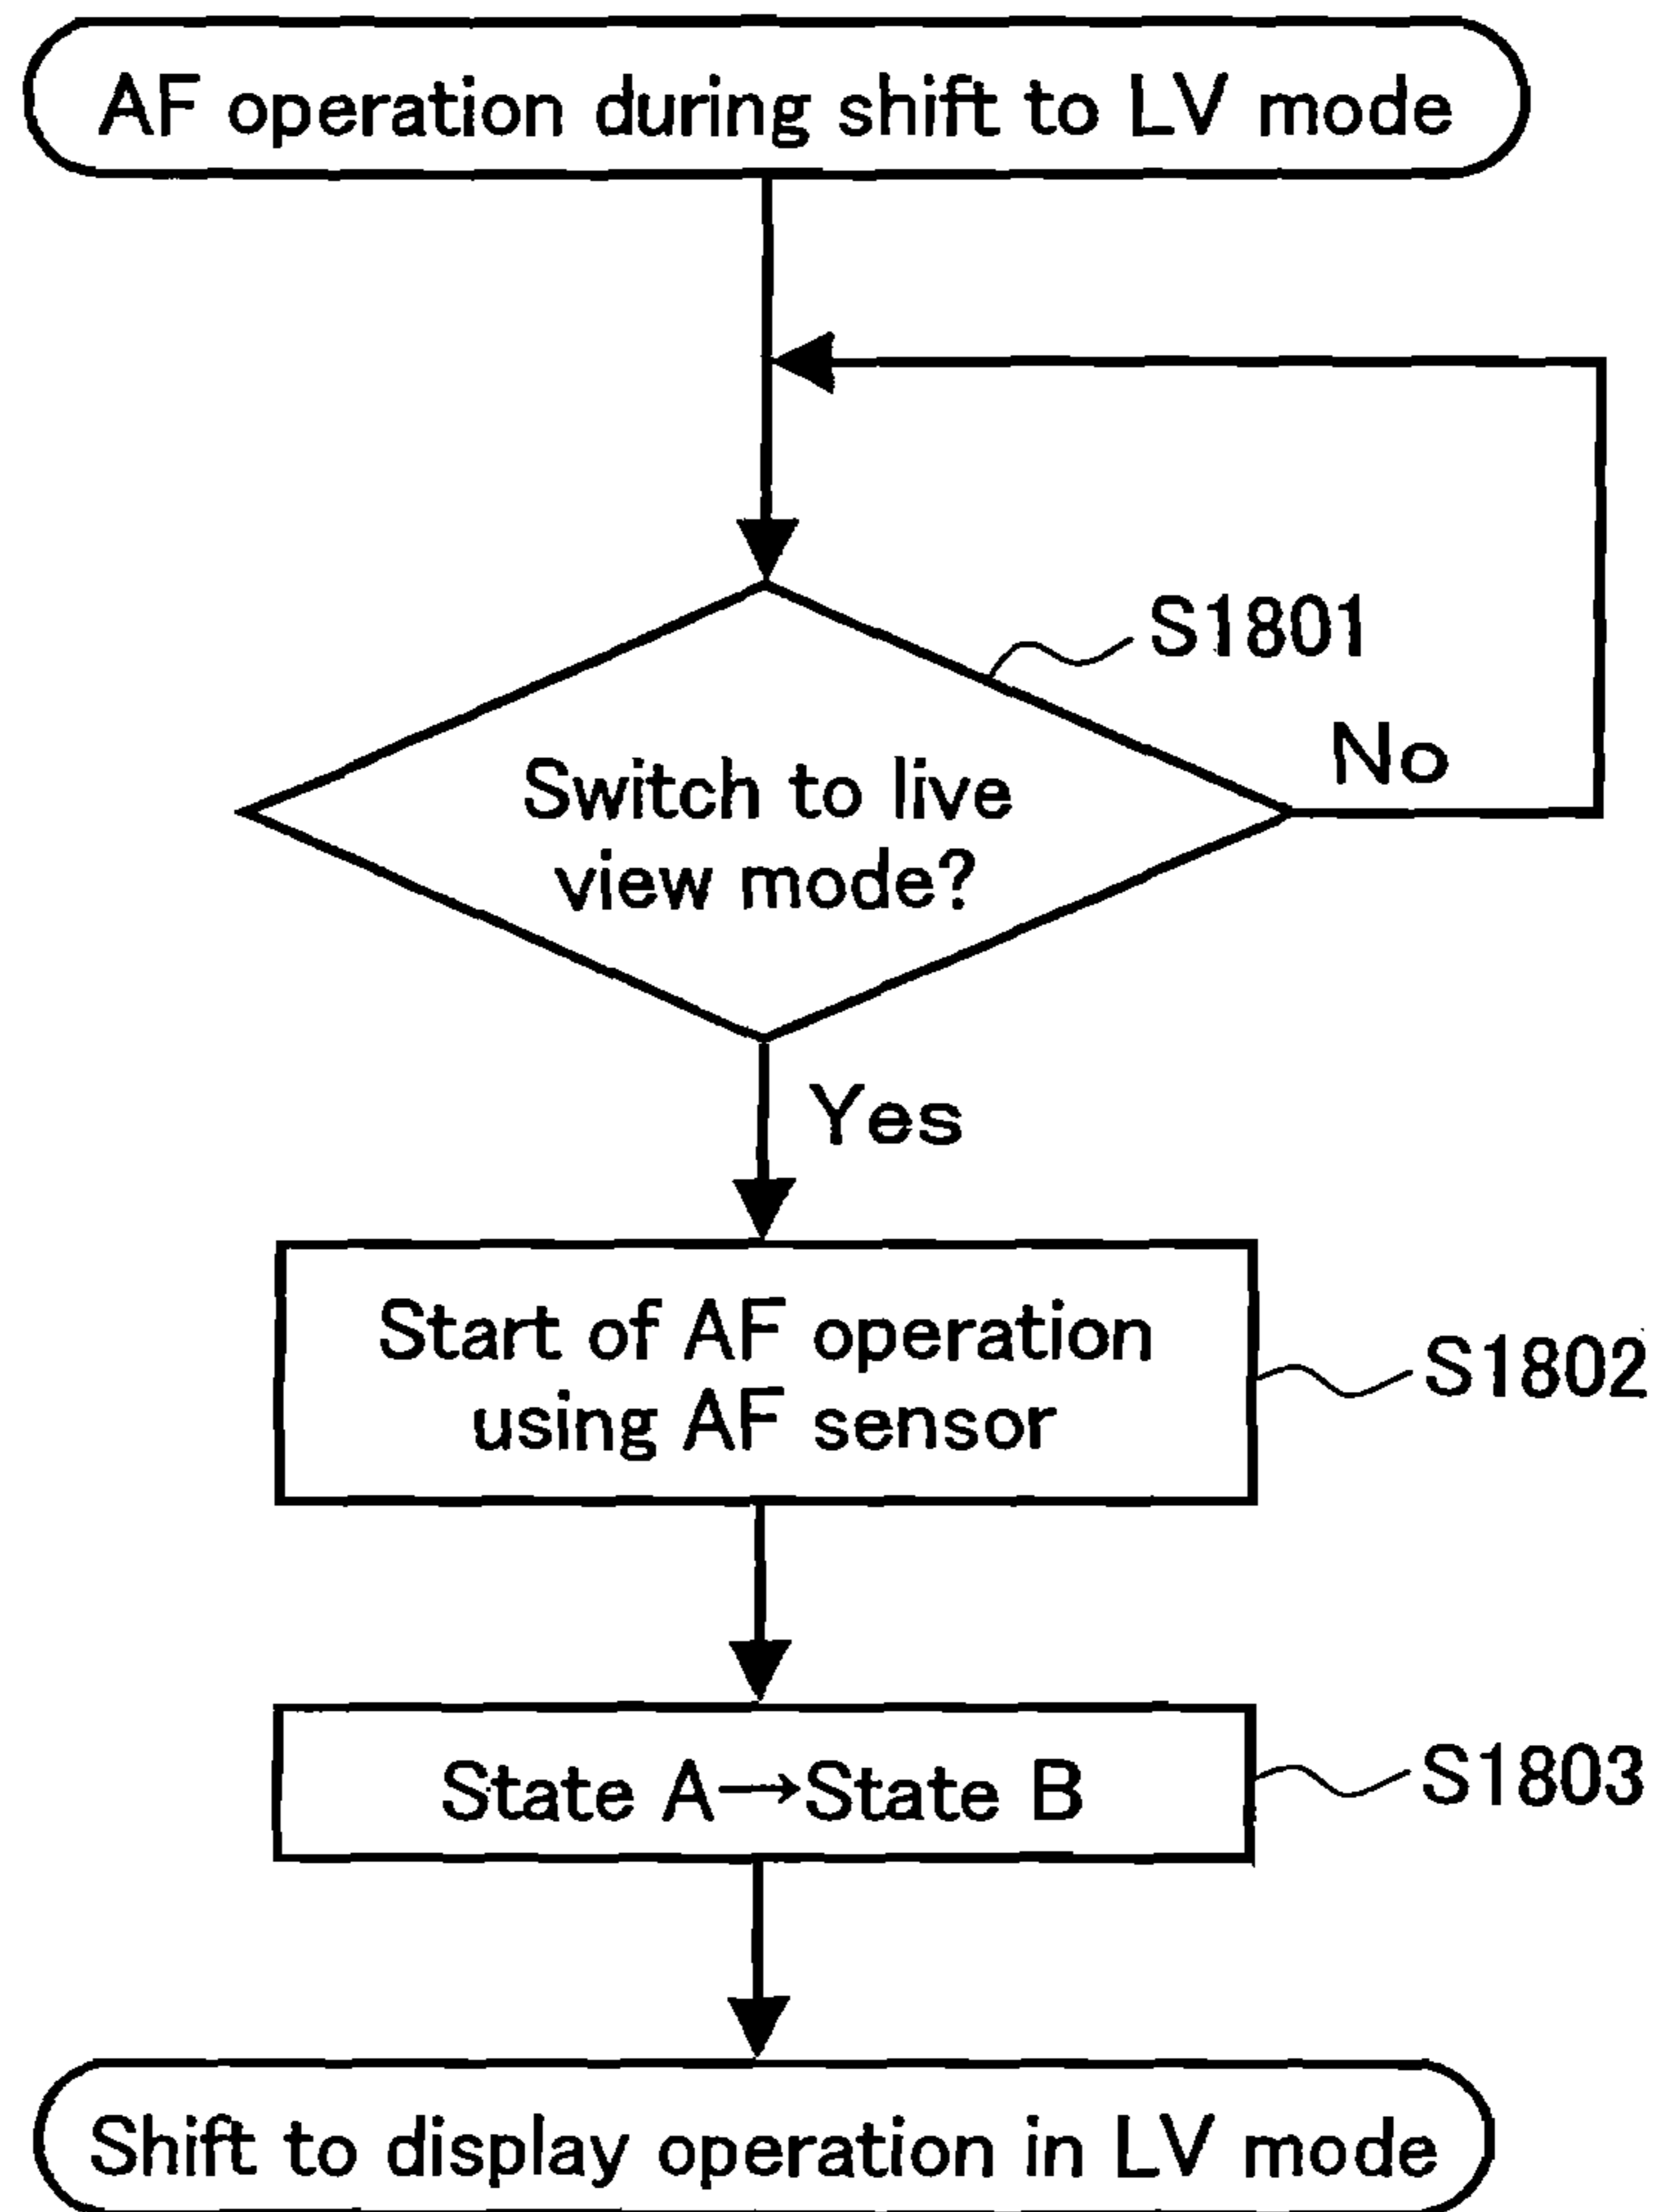 AF operation during shift to LV mode
S1801
Switch to live
view mode?
No
Yes
Start of AF operation
using AF sensor
S1802
State A→State B
S1803
Shift to display operation in LV mode